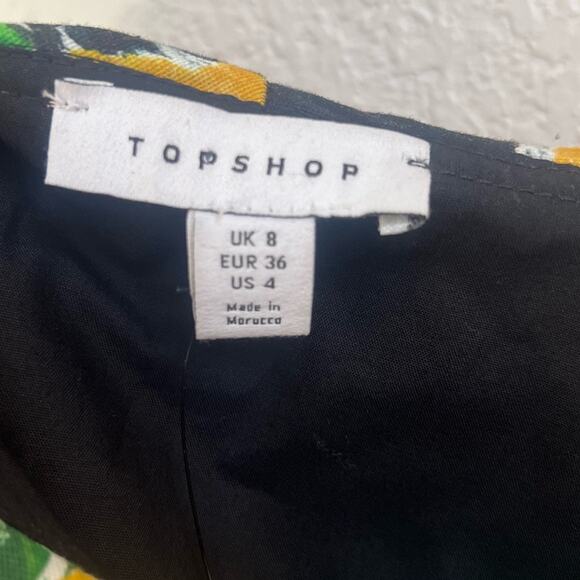 TOPSHOP
UK 8
EUR 36
US 4
Made in
Morocco